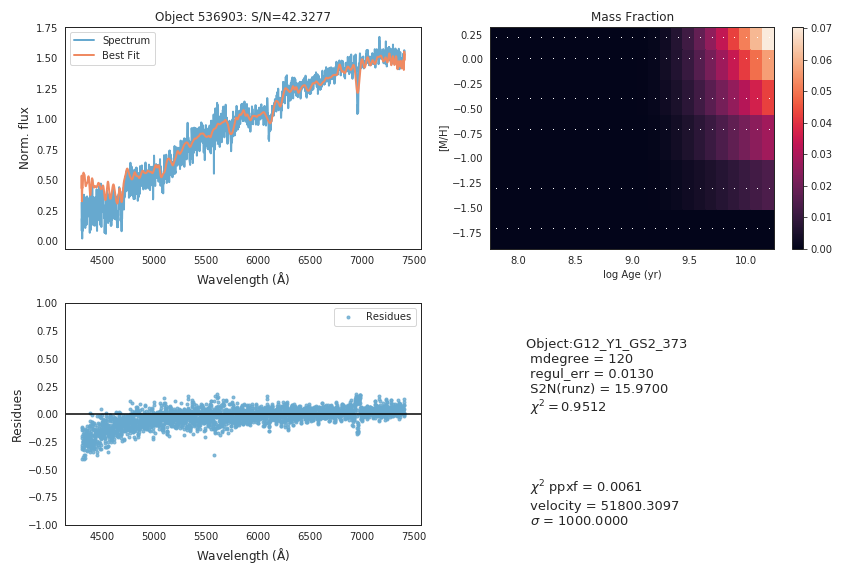 Object 536903: S/N=42.3277
Spectrum
Best Fit
Norm. flux
1.75
1.50
1.25
1.00
0.75
0.50
0.25
0.00
4500 5000 5500 6000 6500 7000 7500
Wavelength (Å)
Mass Fraction
[M/H]
0.25
0.00
−0.25
−0.50
−0.75
−1.00
−1.25
−1.50
−1.75
8.0 8.5 9.0 9.5 10.0
log Age (yr)
0.07
0.06
0.05
0.04
0.03
0.02
0.01
0.00
Residues
Residues
1.00
0.75
0.50
0.25
0.00
−0.25
−0.50
−0.75
−1.00
4500 5000 5500 6000 6500 7000 7500
Wavelength (Å)
Object:G12_Y1_GS2_373
mdegree = 120
regul_err = 0.0130
S2N(runz) = 15.9700
χ² = 0.9512
χ² ppxf = 0.0061
velocity = 51800.3097
σ = 1000.0000